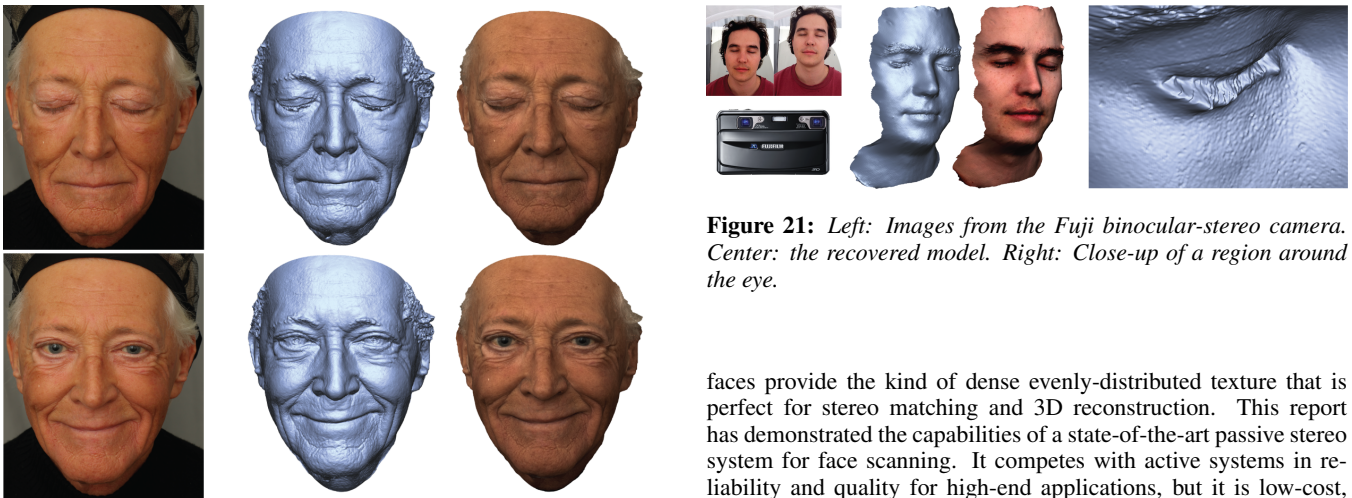 FUJIFILM
Figure 21: Left: Images from the Fuji binocular-stereo camera.
Center: the recovered model. Right: Close-up of a region around
the eye.
faces provide the kind of dense evenly-distributed texture that is
perfect for stereo matching and 3D reconstruction. This report
has demonstrated the capabilities of a state-of-the-art passive stereo
system for face scanning. It competes with active systems in re-
liability and quality for high-end applications, but it is low-cost,